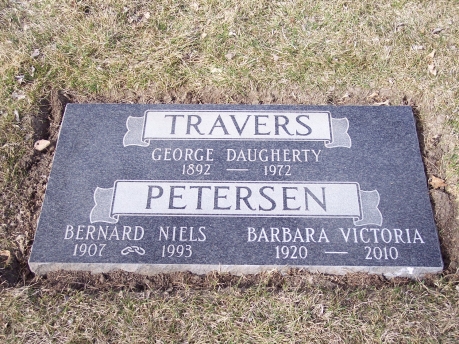 TRAVERS
GEORGE DAUGHERTY
1892 — 1972
PETERSEN
BERNARD NIELS BARBARA VICTORIA
1907 1993 1920 — 2010